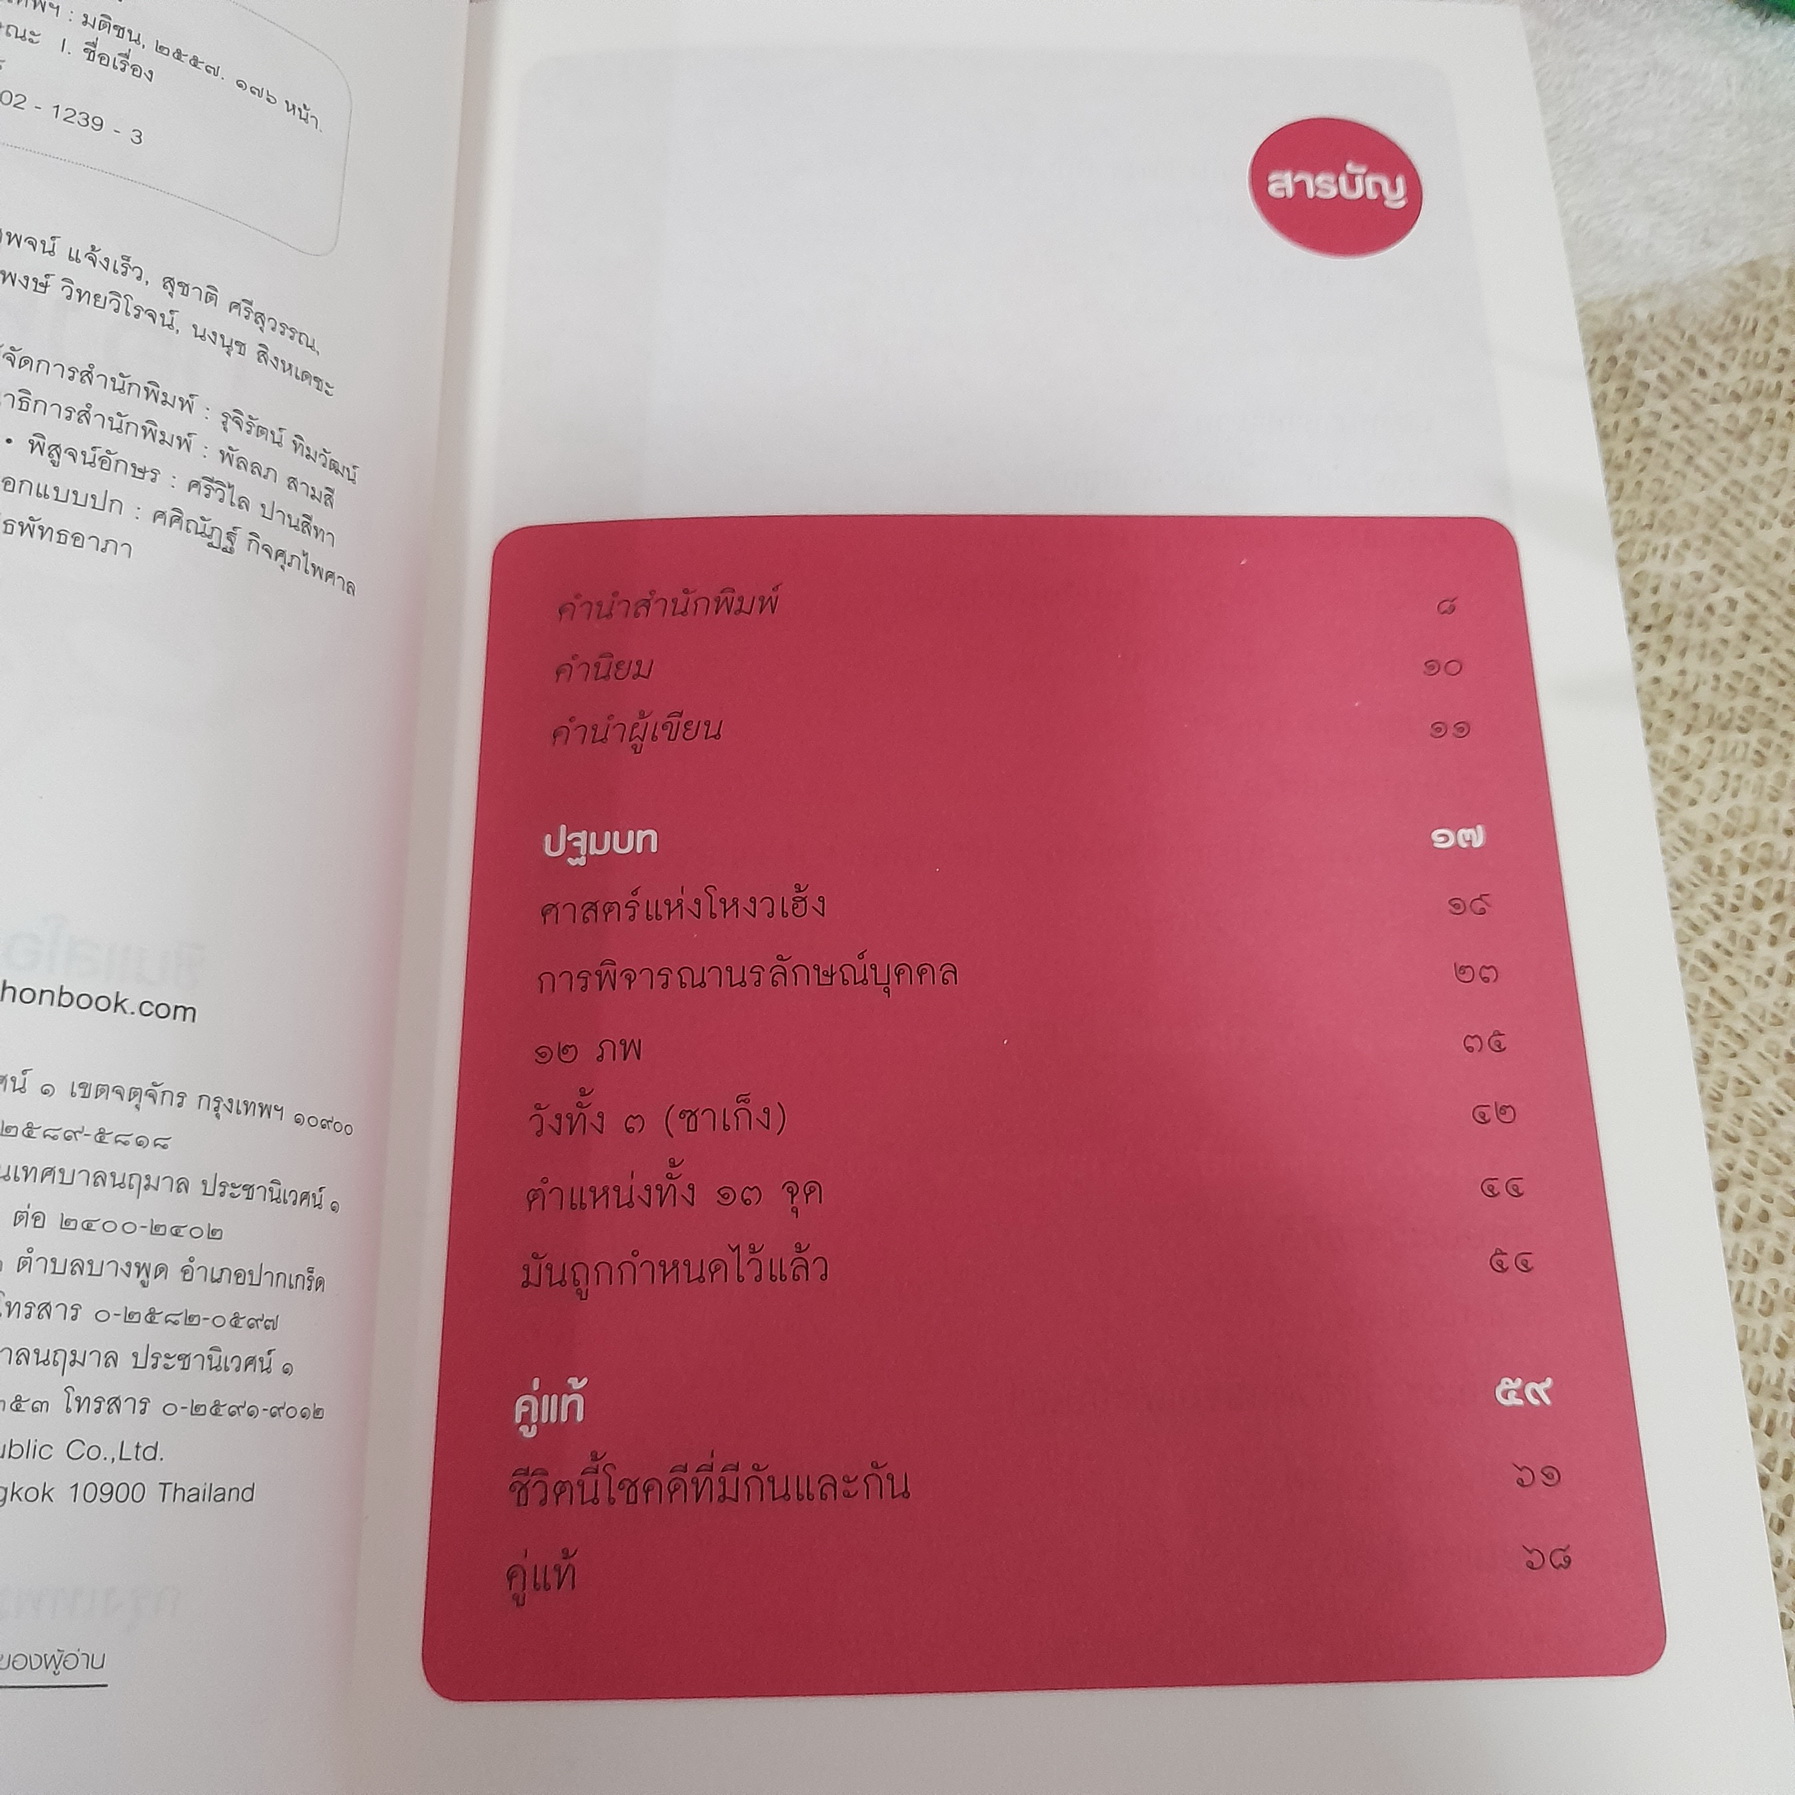 : มติชน, ๒๕๕๗. ๑๗๖ หน้า.
๑. ชื่อเรื่อง
02 - 1239 - 3
แจ้งเร็ว, สุชาติ ศรีสุวรรณ,
วิทยวิโรจน์, นงนุช สิงหเดชะ
จัดการสำนักพิมพ์ : รุจิรัตน์ ทิมวัฒน์
าธิการสำนักพิมพ์ : พัลลภ สามสี
• พิสูจน์อักษร : ศรีวิไล ปานสีทา
อกแบบปก : ศศิณัฏฐ์ กิจศุภไพศาล
ธพัทธอาภา
honbook.com
ศน์ ๑ เขตจตุจักร กรุงเทพฯ ๑๐๙๐๐
๒๕๘๙-๕๘๑๘
นเทศบาลนฤมาล ประชานิเวศน์ ๑
ต่อ ๒๔๐๐-๒๔๐๒
ตำบลบางพูด อำเภอปากเกร็ด
โทรสาร ๐-๒๕๘๒-๐๕๙๗
าลนฤมาล ประชานิเวศน์ ๑
๕๓ โทรสาร ๐-๒๕๙๑-๙๐๑๒
ublic Co.,Ltd.
gkok 10900 Thailand
ของผู้อ่าน
สารบัญ
คำนำสำนักพิมพ์ ๘
คำนิยม ๑๐
คำนำผู้เขียน ๑๑
ปฐมบท ๑๗
ศาสตร์แห่งโหงวเฮ้ง ๑๙
การพิจารณานรลักษณ์บุคคล ๒๓
๑๒ ภพ ๓๕
วังทั้ง ๓ (ซาเก็ง) ๔๒
ตำแหน่งทั้ง ๑๓ จุด ๔๔
มันถูกกำหนดไว้แล้ว ๕๔
คู่แท้ ๕๙
ชีวิตนี้โชคดีที่มีกันและกัน ๖๑
คู่แท้ ๖๘